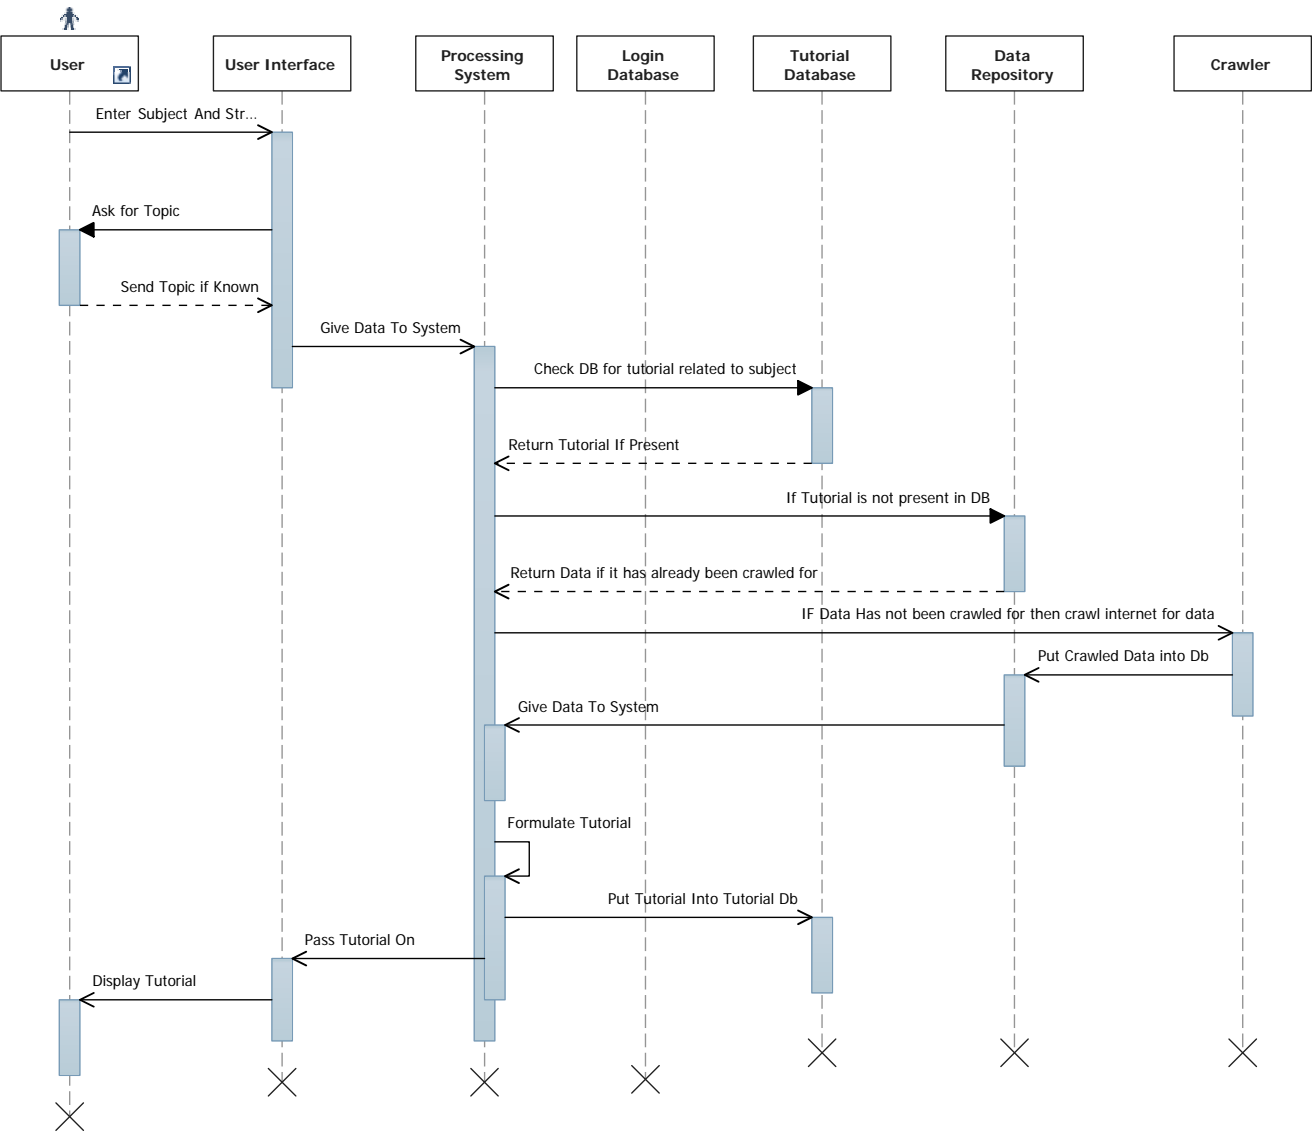 User
User Interface
Processing
System
Login
Database
Tutorial
Database
Data
Repository
Crawler
Enter Subject And Str...
Ask for Topic
Send Topic if Known
Give Data To System
Check DB for tutorial related to subject
Return Tutorial If Present
If Tutorial is not present in DB
Return Data if it has already been crawled for
IF Data Has not been crawled for then crawl internet for data
Put Crawled Data into Db
Give Data To System
Formulate Tutorial
Put Tutorial Into Tutorial Db
Pass Tutorial On
Display Tutorial